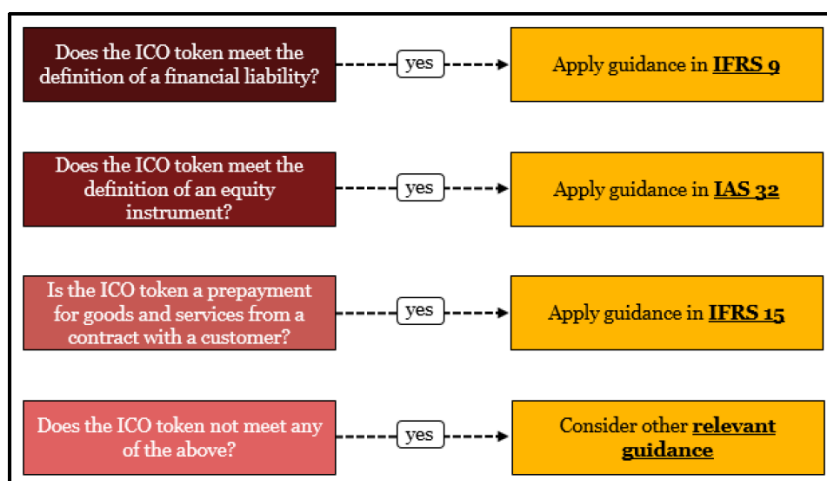 Does the ICO token meet the
definition of a financial liability?
yes
Apply guidance in IFRS 9
Does the ICO token meet the
definition of an equity
instrument?
yes
Apply guidance in IAS 32
Is the ICO token a prepayment
for goods and services from a
contract with a customer?
yes
Apply guidance in IFRS 15
Does the ICO token not meet any
of the above?
yes
Consider other relevant
guidance